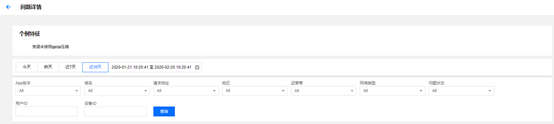 问题详情
个例特征
资源未使用gzip压缩
今天
昨天
近7天
近30天
2020-01-21 10:20:41 至 2020-02-20 10:20:41
App版本
域名
请求地址
地区
运营商
网络类型
问题状态
All
All
All
All
All
All
All
用户ID
设备ID
查询